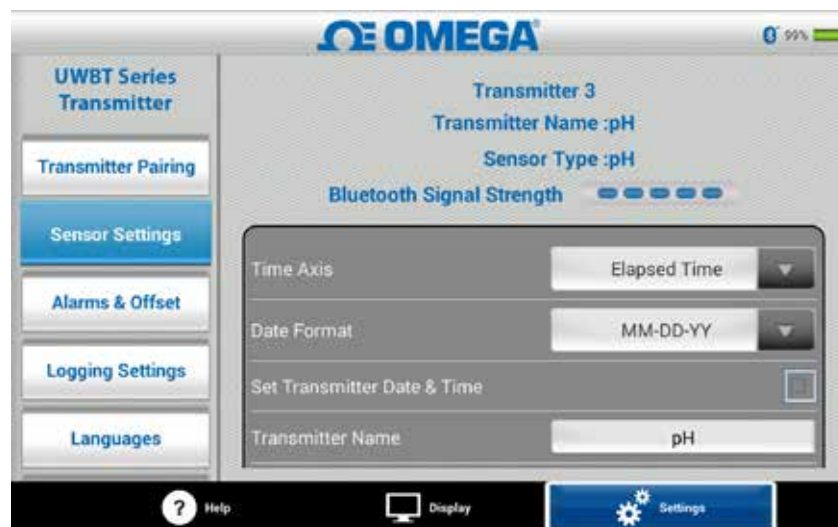 OMEGA
99%
UWBT Series
Transmitter
Transmitter Pairing
Sensor Settings
Alarms & Offset
Logging Settings
Languages
Transmitter 3
Transmitter Name :pH
Sensor Type :pH
Bluetooth Signal Strength
Time Axis Elapsed Time
Date Format MM-DD-YY
Set Transmitter Date & Time
Transmitter Name pH
? Help Display Settings